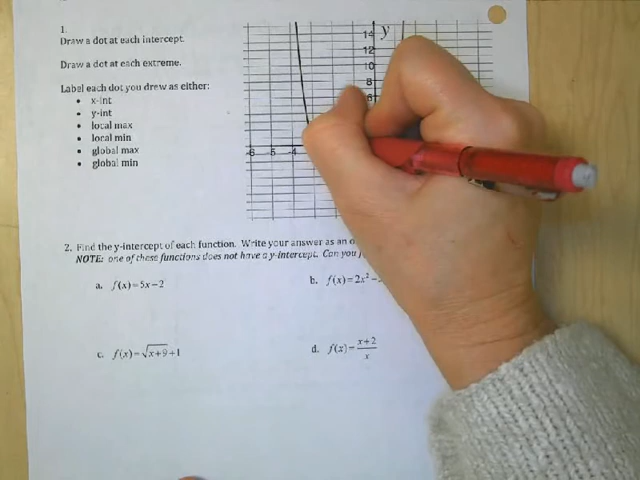 1.
Draw a dot at each intercept.
Draw a dot at each extreme.
Label each dot you drew as either:
• x-int
• y-int
• local max
• local min
• global max
• global min
14 y
12
10
8
6
-6 -5 -4
2. Find the y-intercept of each function. Write your answer as an o
NOTE: one of these functions does not have a y-intercept. Can you
a. f(x)=5x−2
b. f(x)=2x²−
c. f(x)=√x+9+1
d. f(x)=x+2/x